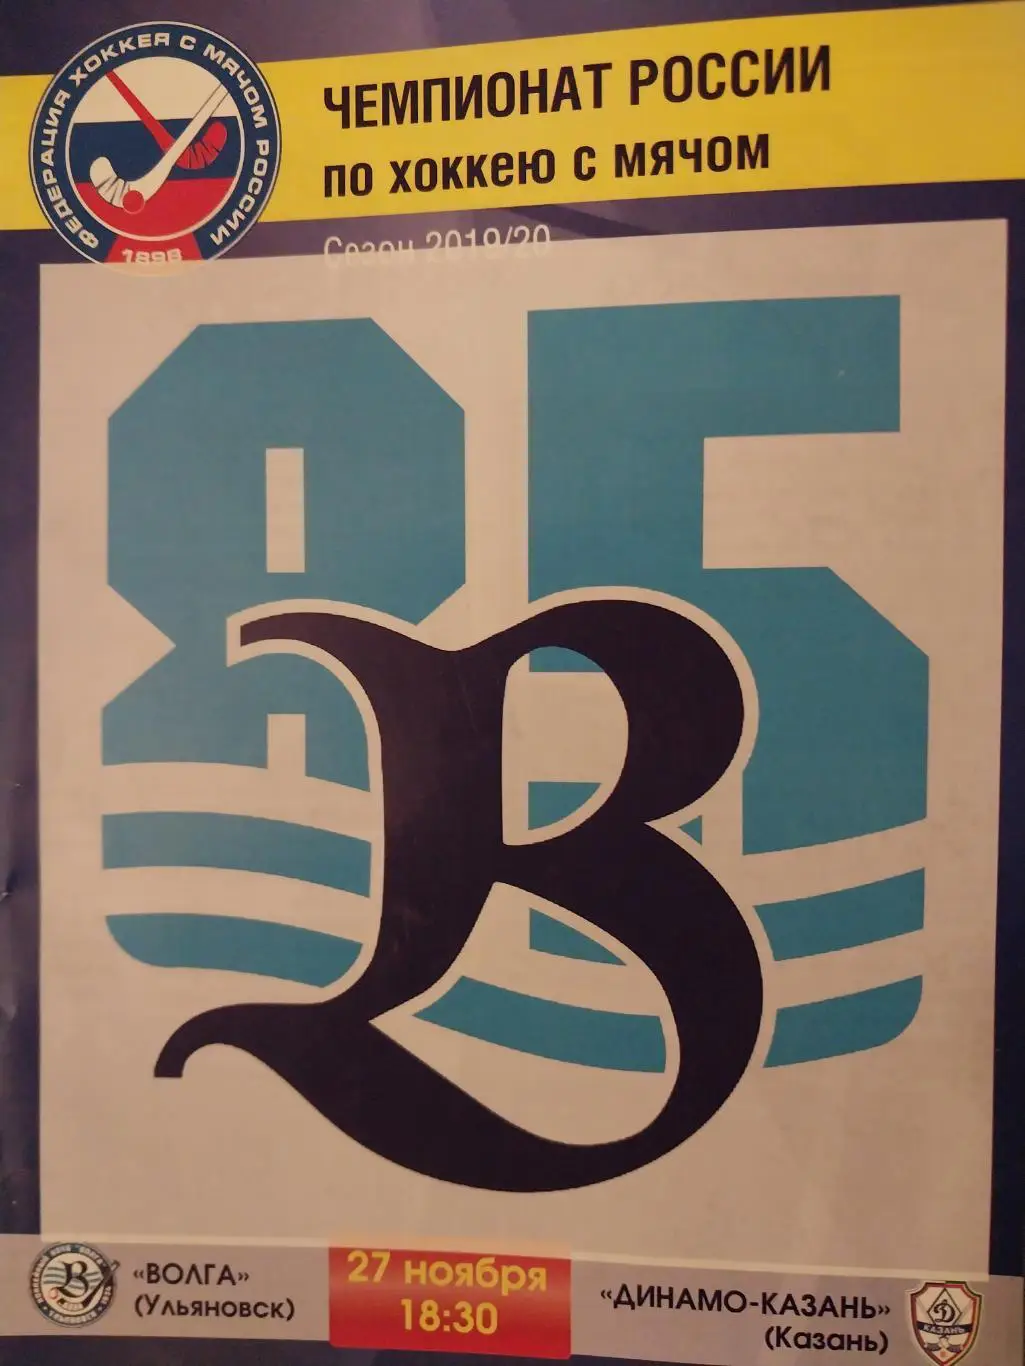 ФЕДЕРАЦИЯ ХОККЕЯ С МЯЧОМ РОССИИ
1898
ЧЕМПИОНАТ РОССИИ
ПО ХОККЕЮ С МЯЧОМ
Сезон 2019/20
85
В
В
«ВОЛГА»
(Ульяновск)
27 ноября
18:30
«ДИНАМО-КАЗАНЬ»
(Казань)
Д
КАЗАНЬ